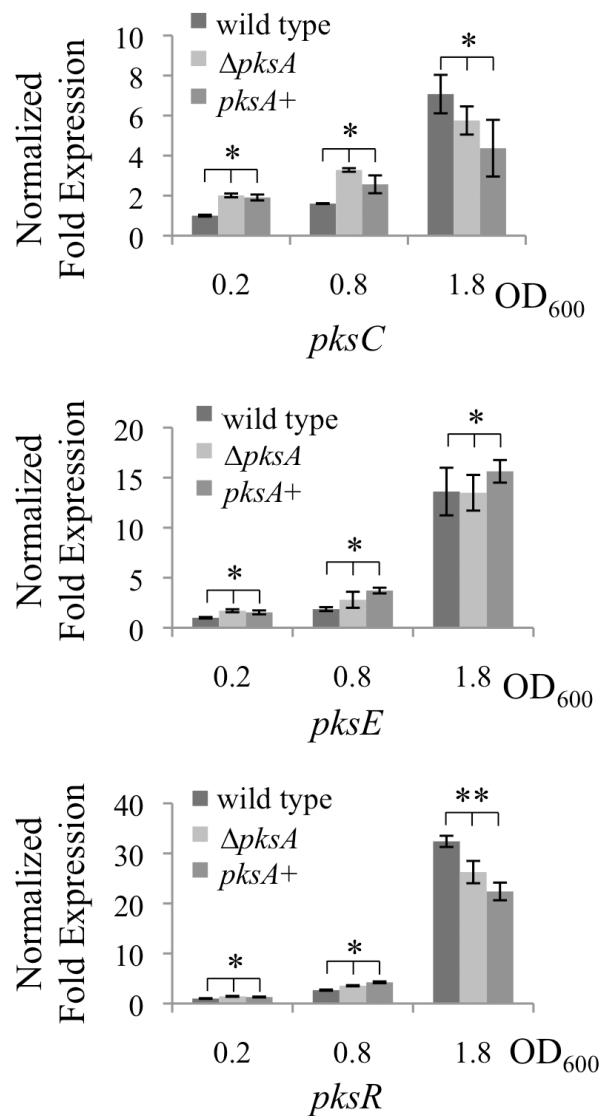 wild type
ΔpksA
pksA+
Normalized
Fold Expression
10
8
6
4
2
0
*
*
*
0.2
0.8
1.8
OD600
pksC
wild type
ΔpksA
pksA+
Normalized
Fold Expression
20
15
10
5
0
*
*
*
0.2
0.8
1.8
OD600
pksE
wild type
ΔpksA
pksA+
Normalized
Fold Expression
40
30
20
10
0
*
*
**
0.2
0.8
1.8
OD600
pksR